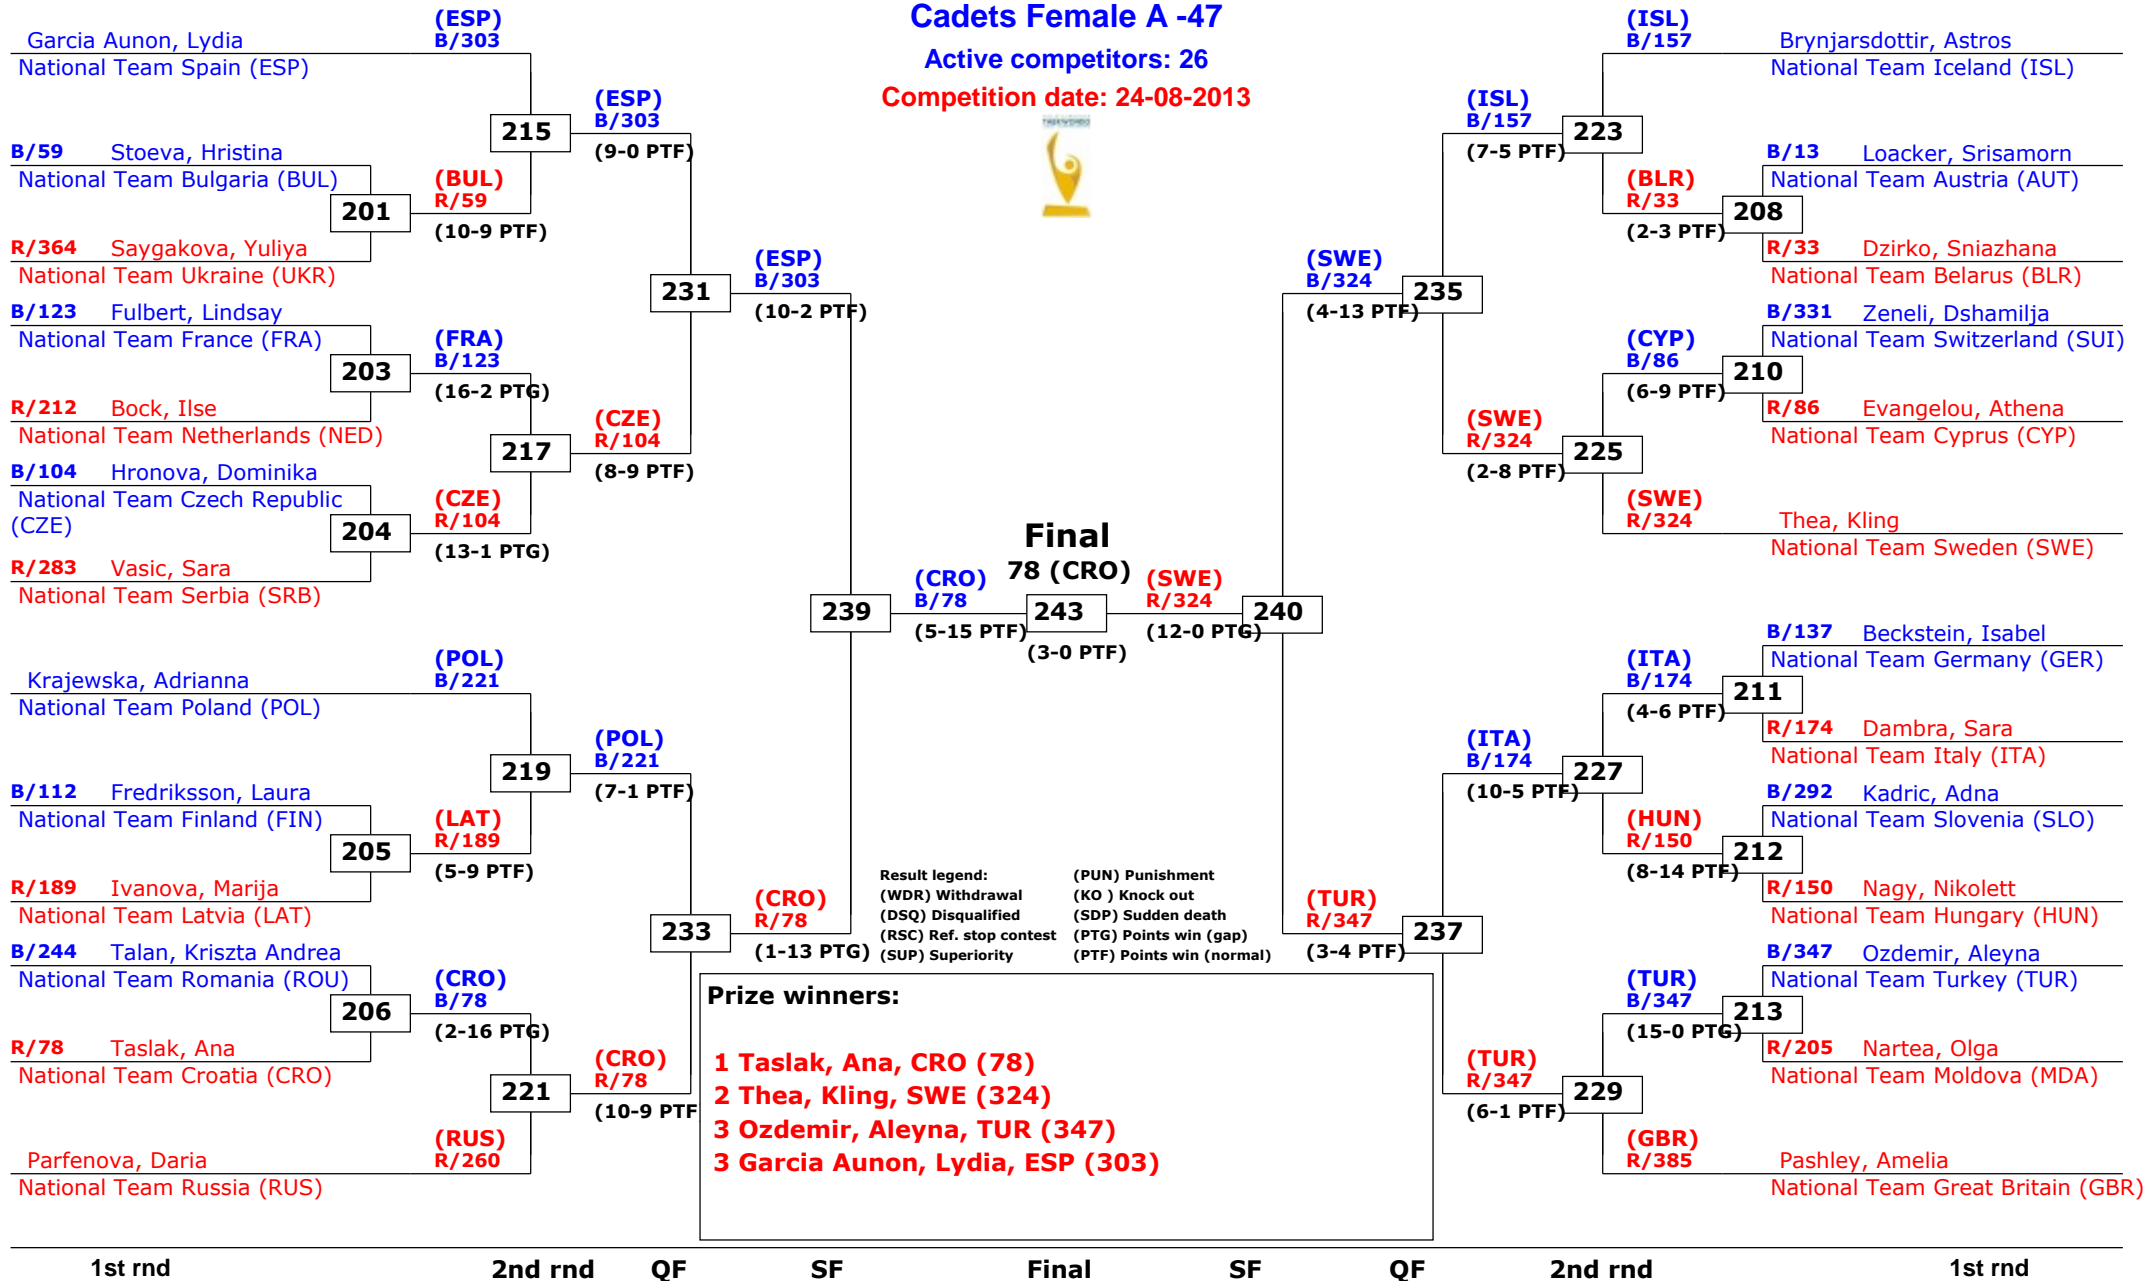 Cadets Female A -47
Active competitors: 26
Competition date: 24-08-2013
TAEKWONDO
Garcia Aunon, Lydia
National Team Spain (ESP)
(ESP)
B/303
B/59 Stoeva, Hristina
National Team Bulgaria (BUL)
201
R/364 Saygakova, Yuliya
National Team Ukraine (UKR)
(BUL)
R/59
(10-9 PTF)
215
(ESP)
B/303
(9-0 PTF)
B/123 Fulbert, Lindsay
National Team France (FRA)
203
R/212 Bock, Ilse
National Team Netherlands (NED)
(FRA)
B/123
(16-2 PTG)
B/104 Hronova, Dominika
National Team Czech Republic
(CZE)
204
R/283 Vasic, Sara
National Team Serbia (SRB)
(CZE)
R/104
(13-1 PTG)
217
(CZE)
R/104
(8-9 PTF)
231
(ESP)
B/303
(10-2 PTF)
Krajewska, Adrianna
National Team Poland (POL)
(POL)
B/221
B/112 Fredriksson, Laura
National Team Finland (FIN)
205
R/189 Ivanova, Marija
National Team Latvia (LAT)
(LAT)
R/189
(5-9 PTF)
219
(POL)
B/221
(7-1 PTF)
B/244 Talan, Kriszta Andrea
National Team Romania (ROU)
206
R/78 Taslak, Ana
National Team Croatia (CRO)
(CRO)
B/78
(2-16 PTG)
Parfenova, Daria
National Team Russia (RUS)
(RUS)
R/260
221
(CRO)
R/78
(10-9 PTF
233
(CRO)
R/78
(1-13 PTG)
239
(CRO)
B/78
(5-15 PTF)
Final
78 (CRO)
243
(3-0 PTF)
(SWE)
R/324
(12-0 PTG)
240
(SWE)
B/324
(4-13 PTF)
235
(ISL)
B/157
(7-5 PTF)
223
(ISL)
B/157
Brynjarsdottir, Astros
National Team Iceland (ISL)
B/13 Loacker, Srisamorn
National Team Austria (AUT)
(BLR)
R/33
(2-3 PTF)
208
R/33 Dzirko, Sniazhana
National Team Belarus (BLR)
B/331 Zeneli, Dshamilja
National Team Switzerland (SUI)
(CYP)
B/86
(6-9 PTF)
210
R/86 Evangelou, Athena
National Team Cyprus (CYP)
(SWE)
R/324
(2-8 PTF)
225
(SWE)
R/324
Thea, Kling
National Team Sweden (SWE)
B/137 Beckstein, Isabel
National Team Germany (GER)
(ITA)
B/174
(4-6 PTF)
211
R/174 Dambra, Sara
National Team Italy (ITA)
(ITA)
B/174
(10-5 PTF)
227
B/292 Kadric, Adna
National Team Slovenia (SLO)
(HUN)
R/150
(8-14 PTF)
212
R/150 Nagy, Nikolett
National Team Hungary (HUN)
(TUR)
R/347
(3-4 PTF)
237
B/347 Ozdemir, Aleyna
National Team Turkey (TUR)
(TUR)
B/347
(15-0 PTG)
213
R/205 Nartea, Olga
National Team Moldova (MDA)
(TUR)
R/347
(6-1 PTF)
229
(GBR)
R/385
Pashley, Amelia
National Team Great Britain (GBR)
Result legend: (PUN) Punishment
(WDR) Withdrawal (KO ) Knock out
(DSQ) Disqualified (SDP) Sudden death
(RSC) Ref. stop contest (PTG) Points win (gap)
(SUP) Superiority (PTF) Points win (normal)
Prize winners:
1 Taslak, Ana, CRO (78)
2 Thea, Kling, SWE (324)
3 Ozdemir, Aleyna, TUR (347)
3 Garcia Aunon, Lydia, ESP (303)
1st rnd 2nd rnd QF SF Final SF QF 2nd rnd 1st rnd